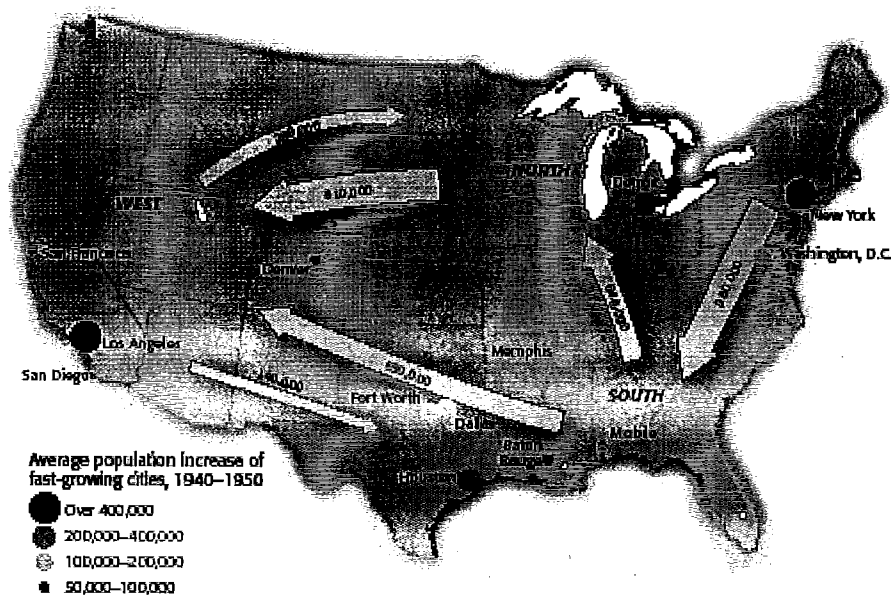 NORTH
Detroit
WEST
810,000
New York
San Francisco
Washington, D.C.
Denver
Los Angeles
Memphis
San Diego
Fort Worth
SOUTH
Dallas
Mobile
Baton
Rouge
Houston
Average population increase of
fast-growing cities, 1940–1950
Over 400,000
200,000–400,000
100,000–200,000
50,000–100,000